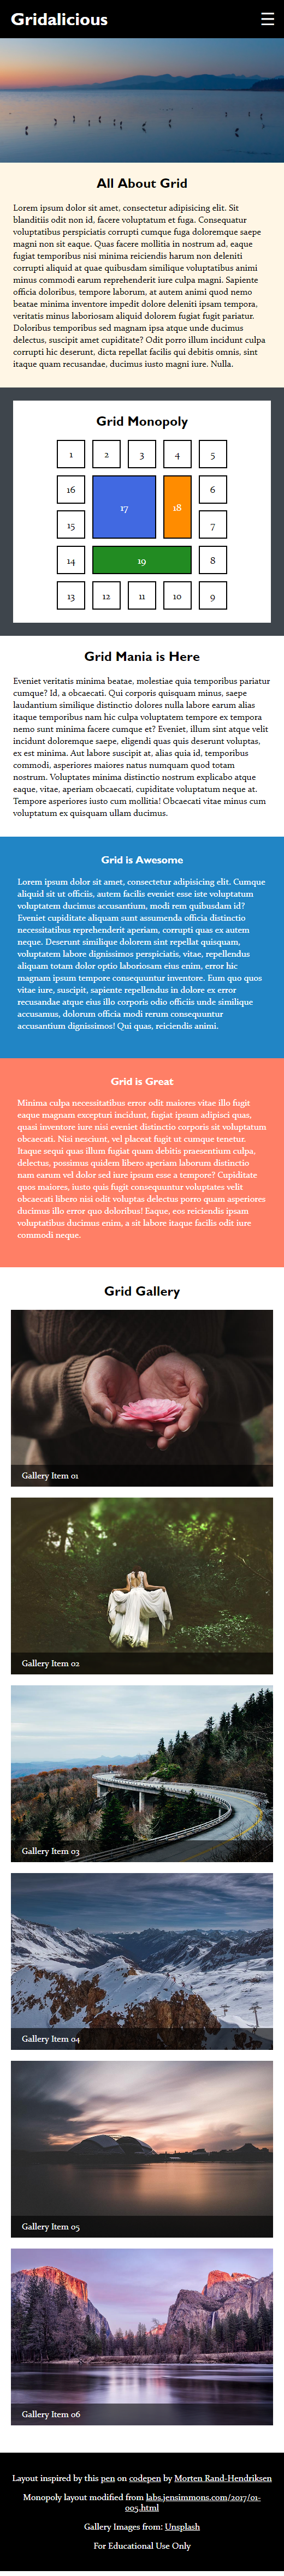 Gridalicious
☰
All About Grid
Lorem ipsum dolor sit amet, consectetur adipisicing elit. Sit
blanditiis odit non id, facere voluptatum et fuga. Consequatur
voluptatibus perspiciatis corrupti cumque fuga doloremque saepe
magni non sit eaque. Quas facere mollitia in nostrum ad, eaque
fugiat temporibus nisi minima reiciendis harum non deleniti
corrupti aliquid at quae quibusdam similique voluptatibus animi
minus commodi earum reprehenderit iure culpa magni. Sapiente
officia doloribus, tempore laborum, at autem animi quod nemo
beatae minima inventore impedit dolore deleniti ipsam tempora,
veritatis minus laboriosam aliquid dolorem fugiat fugit pariatur.
Doloribus temporibus sed magnam ipsa atque unde ducimus
delectus, suscipit amet cupiditate? Odit porro illum incidunt culpa
corrupti hic deserunt, dicta repellat facilis qui debitis omnis, sint
itaque quam recusandae, ducimus iusto magni iure. Nulla.
Grid Monopoly
1 2 3 4 5
16 17 18 6
15 7
14 19 8
13 12 11 10 9
Grid Mania is Here
Eveniet veritatis minima beatae, molestiae quia temporibus pariatur
cumque? Id, a obcaecati. Qui corporis quisquam minus, saepe
laudantium similique distinctio dolores nulla labore earum alias
itaque temporibus nam hic culpa voluptatem tempore ex tempora
nemo sunt minima facere cumque et? Eveniet, illum sint atque velit
incidunt doloremque saepe, eligendi quas quis deserunt voluptas,
ex est minima. Aut labore suscipit at, alias quia id, temporibus
commodi, asperiores maiores natus numquam quod totam
nostrum. Voluptates minima distinctio nostrum explicabo atque
eaque, vitae, aperiam obcaecati, cupiditate voluptatum neque at.
Tempore asperiores iusto cum mollitia! Obcaecati vitae minus cum
voluptatum ex quisquam ullam ducimus.
Grid is Awesome
Lorem ipsum dolor sit amet, consectetur adipisicing elit. Cumque
aliquid sit ut officiis, autem facilis eveniet esse iste voluptatum
voluptatem ducimus accusantium, modi rem quibusdam id?
Eveniet cupiditate aliquam sunt assumenda officia distinctio
necessitatibus reprehenderit aperiam, corrupti quas ex autem
neque. Deserunt similique dolorem sint repellat quisquam,
voluptatem labore dignissimos perspiciatis, vitae, repellendus
aliquam totam dolor optio laboriosam eius enim, error hic
magnam ipsum tempore consequuntur inventore. Eum quo quos
vitae iure, suscipit, sapiente repellendus in dolore ex error
recusandae atque eius illo corporis odio officiis unde similique
accusamus, dolorum officia modi rerum consequuntur
accusantium dignissimos! Qui quas, reiciendis animi.
Grid is Great
Minima culpa necessitatibus error odit maiores vitae illo fugit
eaque magnam excepturi incidunt, fugiat ipsum adipisci quas,
quasi inventore iure nisi eveniet distinctio corporis sit voluptatum
obcaecati. Nisi nesciunt, vel placeat fugit ut cumque tenetur.
Itaque sequi quas illum fugiat quam debitis praesentium culpa,
delectus, possimus quidem libero aperiam laborum distinctio
nam earum vel dolor sed iure ipsum esse a tempore? Cupiditate
quos maiores, iusto quis fugit consequuntur voluptates velit
obcaecati libero nisi odit voluptas delectus porro quam asperiores
ducimus illo error quo doloribus! Eaque, eos reiciendis ipsam
voluptatibus ducimus enim, a sit labore itaque facilis odit iure
commodi neque.
Grid Gallery
Gallery Item 01
Gallery Item 02
Gallery Item 03
Gallery Item 04
Gallery Item 05
Gallery Item 06
Layout inspired by this pen on codepen by Morten Rand-Hendriksen
Monopoly layout modified from labs.jensimmons.com/2017/01-
005.html
Gallery Images from: Unsplash
For Educational Use Only